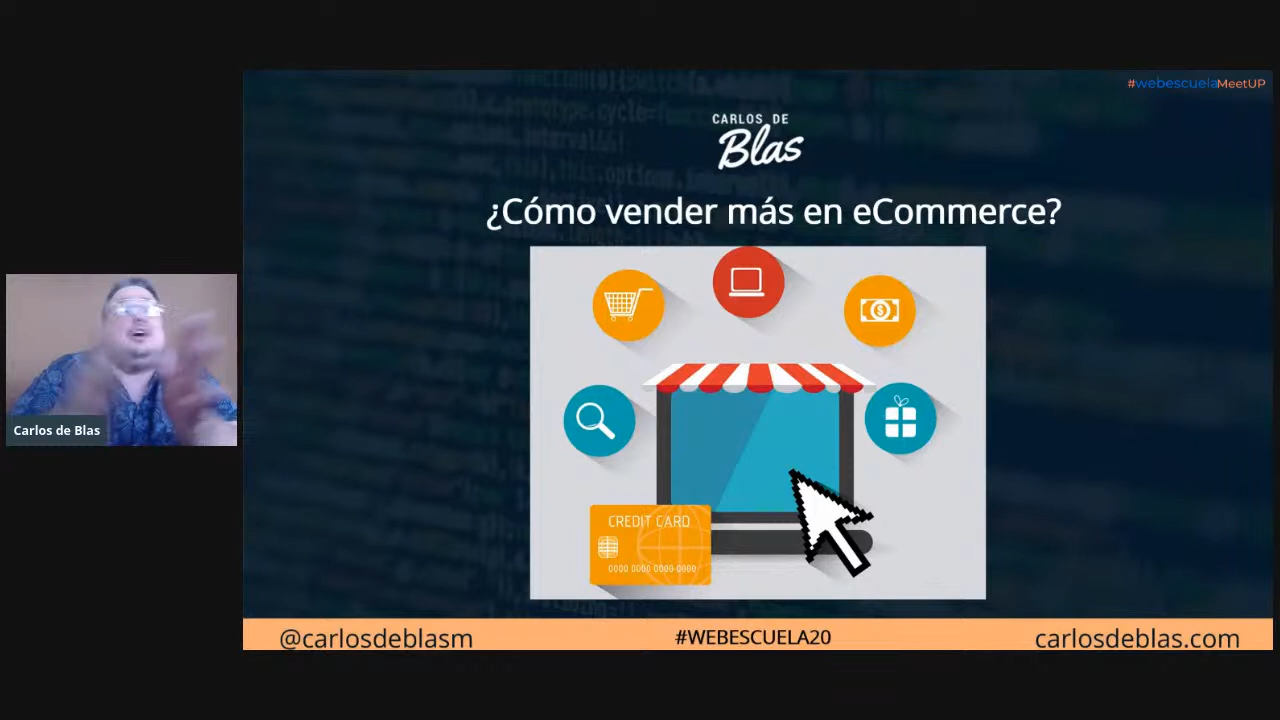 #webescuelaMeetUP
CARLOS DE
Blas
¿Cómo vender más en eCommerce?
CREDIT CARD
0000 0000 0000-0000
Carlos de Blas
@carlosdeblasm
#WEBESCUELA20
carlosdeblas.com